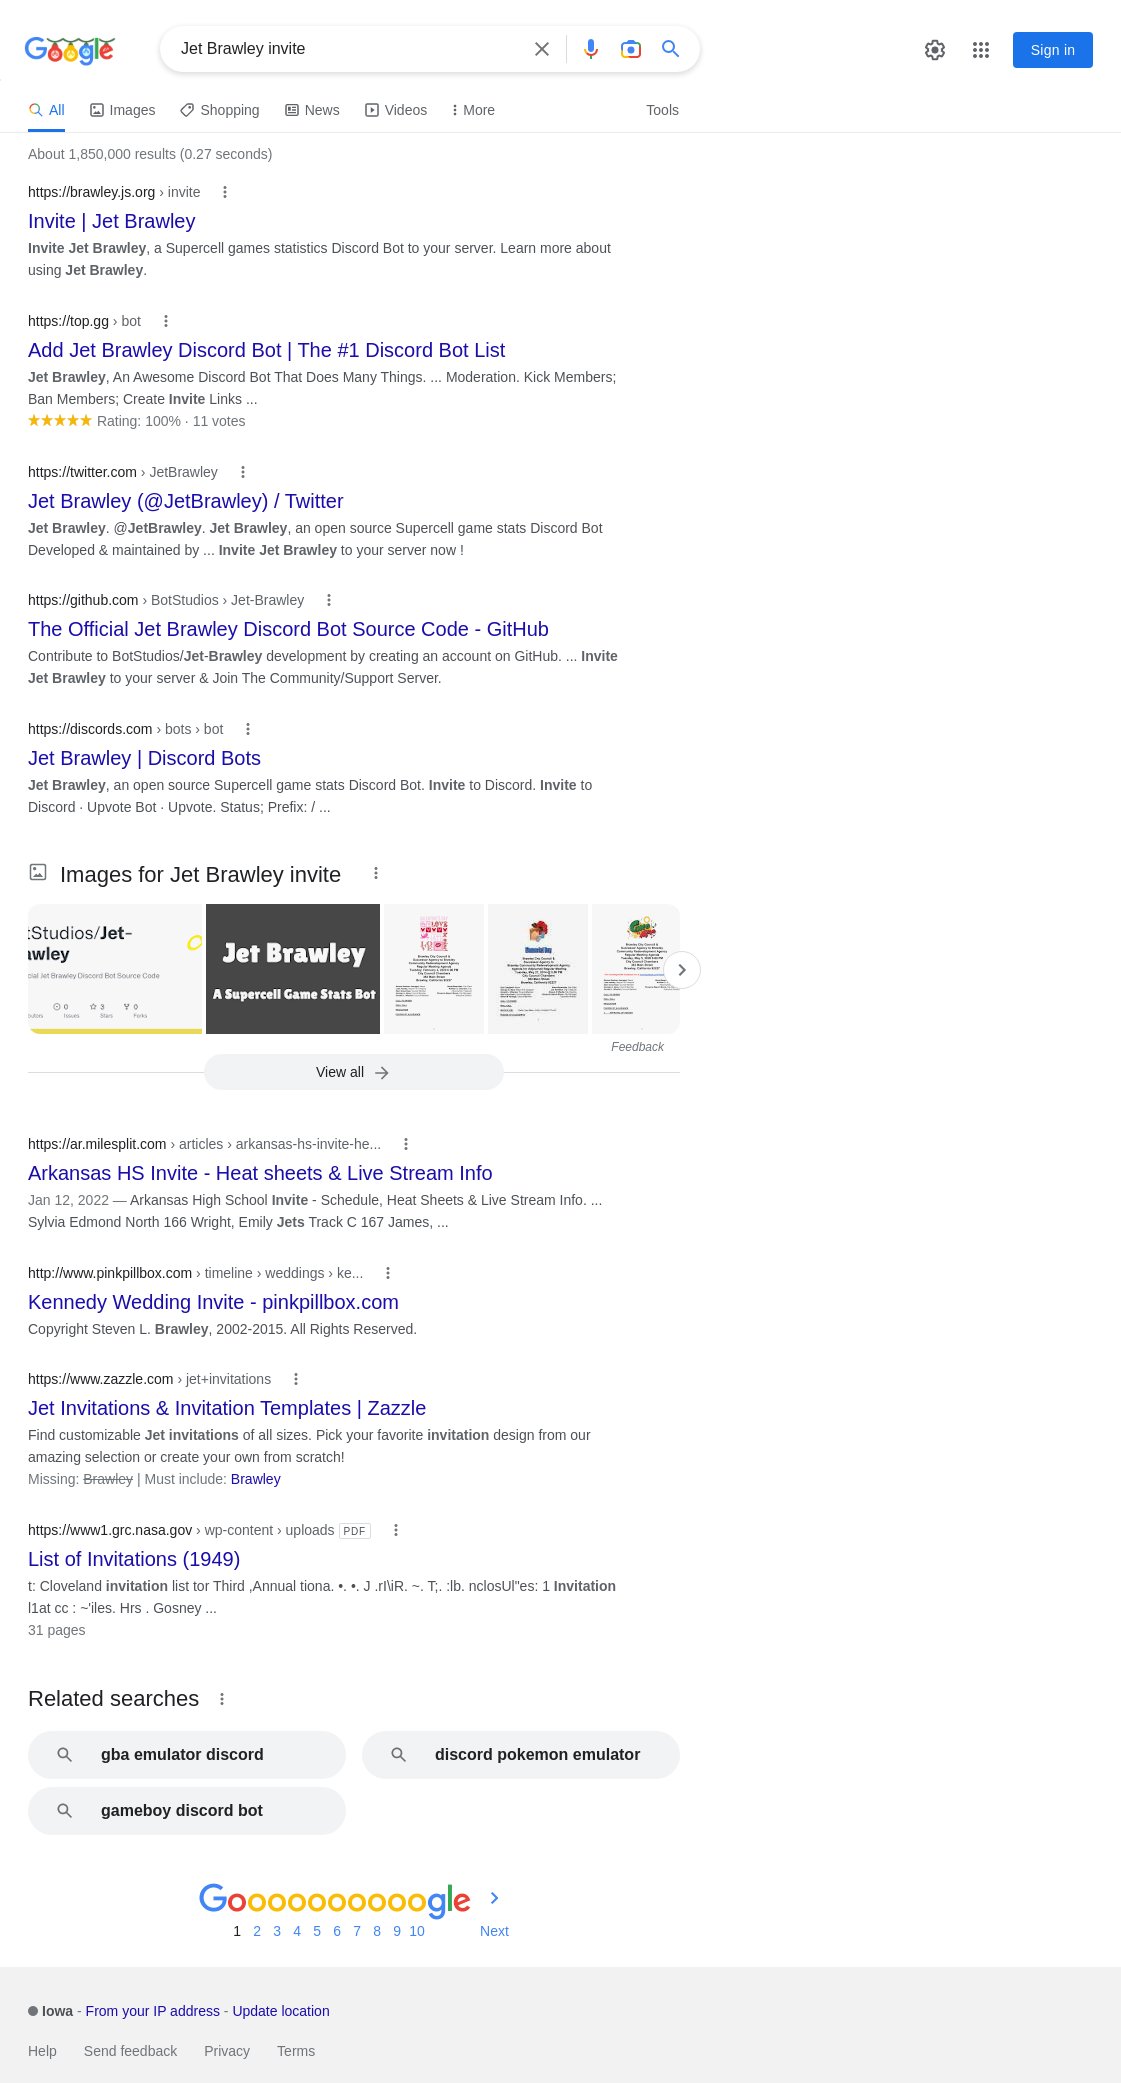 Google
Jet Brawley invite
Sign in
All Images Shopping News Videos More Tools
About 1,850,000 results (0.27 seconds)
https://brawley.js.org › invite
Invite | Jet Brawley
Invite Jet Brawley, a Supercell games statistics Discord Bot to your server. Learn more about
using Jet Brawley.
https://top.gg › bot
Add Jet Brawley Discord Bot | The #1 Discord Bot List
Jet Brawley, An Awesome Discord Bot That Does Many Things. ... Moderation. Kick Members;
Ban Members; Create Invite Links ...
Rating: 100% · 11 votes
https://twitter.com › JetBrawley
Jet Brawley (@JetBrawley) / Twitter
Jet Brawley. @JetBrawley. Jet Brawley, an open source Supercell game stats Discord Bot
Developed & maintained by ... Invite Jet Brawley to your server now !
https://github.com › BotStudios › Jet-Brawley
The Official Jet Brawley Discord Bot Source Code - GitHub
Contribute to BotStudios/Jet-Brawley development by creating an account on GitHub. ... Invite
Jet Brawley to your server & Join The Community/Support Server.
https://discords.com › bots › bot
Jet Brawley | Discord Bots
Jet Brawley, an open source Supercell game stats Discord Bot. Invite to Discord. Invite to
Discord · Upvote Bot · Upvote. Status; Prefix: / ...
Images for Jet Brawley invite
tStudios/Jet-
awley
cial Jet Brawley Discord Bot Source Code
0 3 0
butors Issues Stars Forks
Jet Brawley
A Supercell Game Stats Bot
Memorial Day
Feedback
View all
https://ar.milesplit.com › articles › arkansas-hs-invite-he...
Arkansas HS Invite - Heat sheets & Live Stream Info
Jan 12, 2022 — Arkansas High School Invite - Schedule, Heat Sheets & Live Stream Info. ...
Sylvia Edmond North 166 Wright, Emily Jets Track C 167 James, ...
http://www.pinkpillbox.com › timeline › weddings › ke...
Kennedy Wedding Invite - pinkpillbox.com
Copyright Steven L. Brawley, 2002-2015. All Rights Reserved.
https://www.zazzle.com › jet+invitations
Jet Invitations & Invitation Templates | Zazzle
Find customizable Jet invitations of all sizes. Pick your favorite invitation design from our
amazing selection or create your own from scratch!
Missing: Brawley | Must include: Brawley
https://www1.grc.nasa.gov › wp-content › uploads PDF
List of Invitations (1949)
t: Cloveland invitation list tor Third ,Annual tiona. •. •. J .rI\iR. ~. T;. :lb. nclosUl"es: 1 Invitation
l1at cc : ~'iles. Hrs . Gosney ...
31 pages
Related searches
gba emulator discord
discord pokemon emulator
gameboy discord bot
Goooooooooogle
1 2 3 4 5 6 7 8 9 10 Next
Iowa - From your IP address - Update location
Help Send feedback Privacy Terms